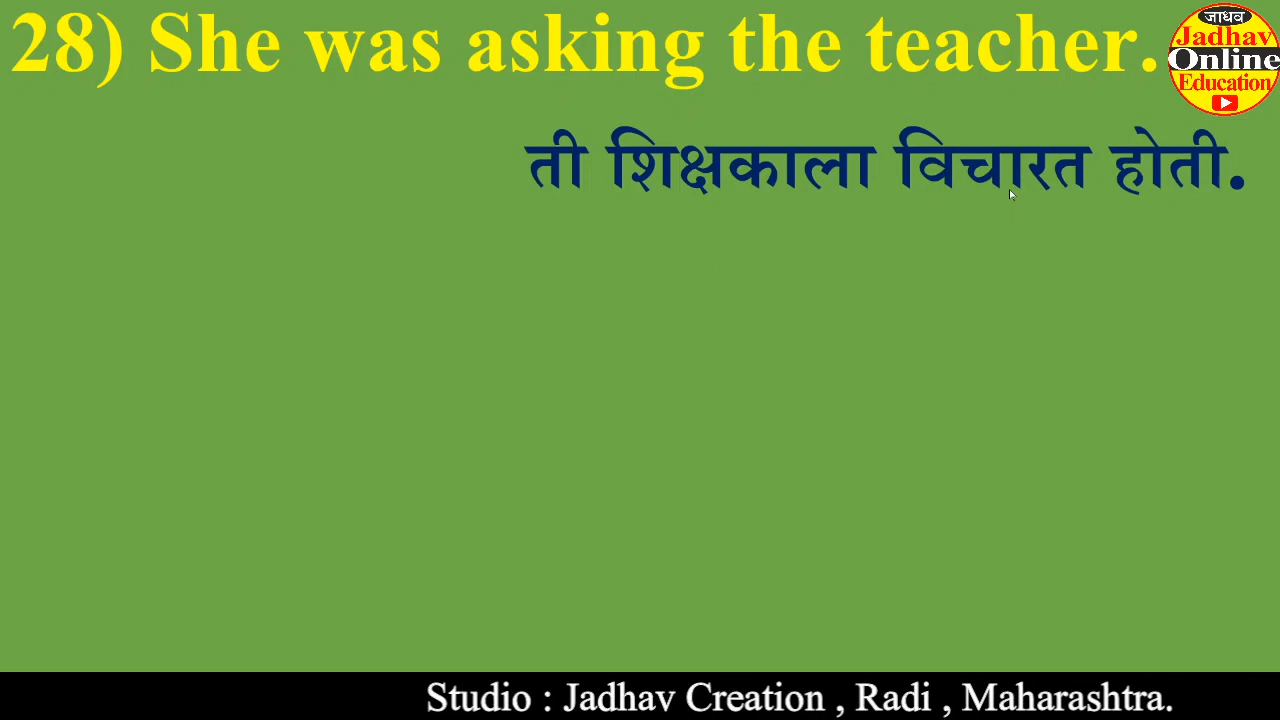 28) She was asking the teacher.
जाधव
Jadhav
Online
Education
ती शिक्षकाला विचारत होती.
Studio : Jadhav Creation , Radi , Maharashtra.